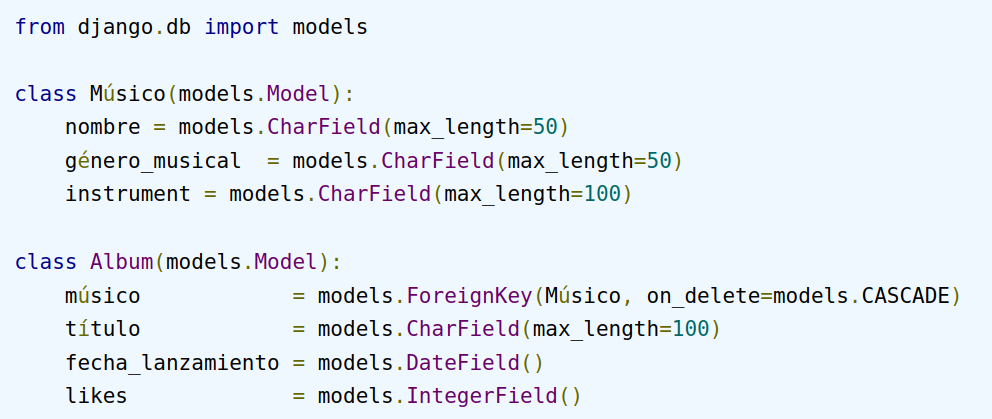 from django.db import models

class Músico(models.Model):
    nombre = models.CharField(max_length=50)
    género_musical  = models.CharField(max_length=50)
    instrument = models.CharField(max_length=100)

class Album(models.Model):
    músico            = models.ForeignKey(Músico, on_delete=models.CASCADE)
    título            = models.CharField(max_length=100)
    fecha_lanzamiento = models.DateField()
    likes             = models.IntegerField()